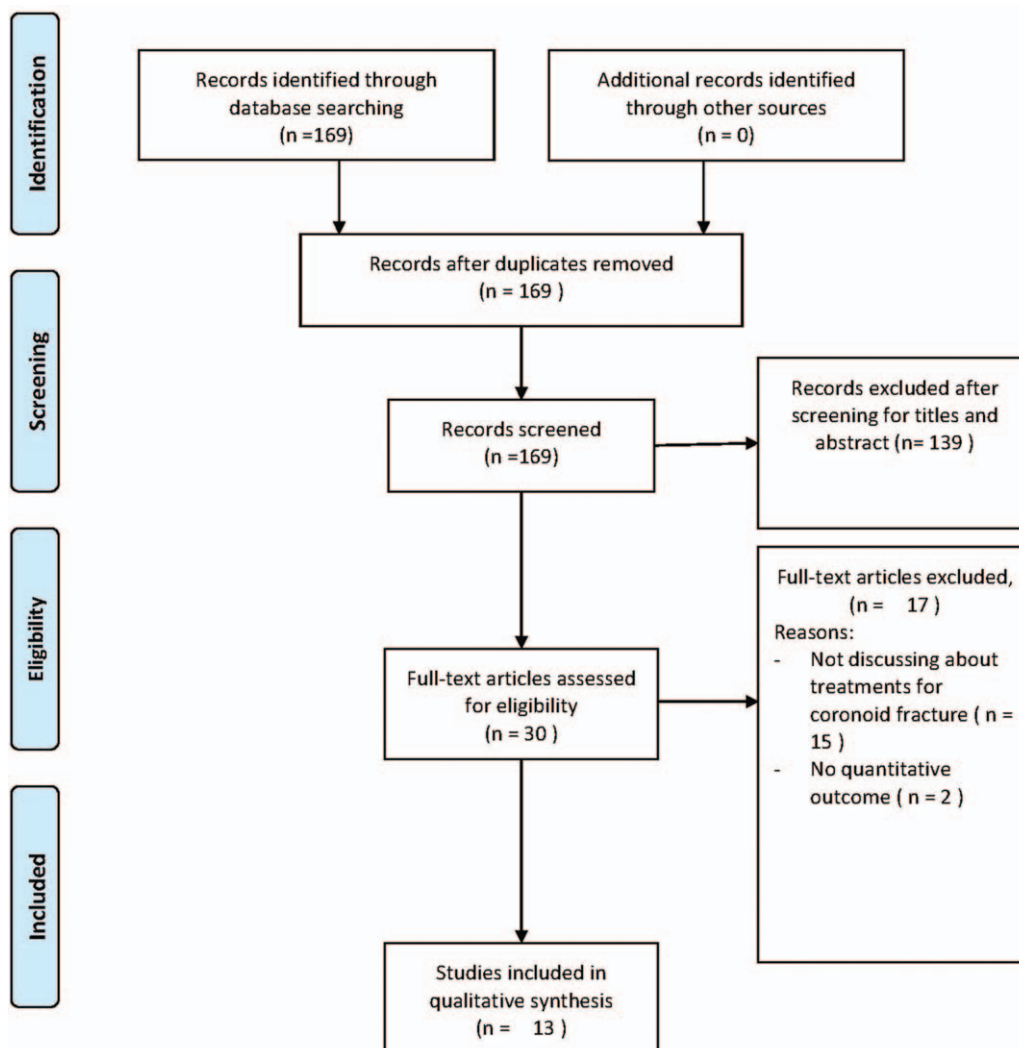 Identification
Records identified through
database searching
(n =169)
Additional records identified
through other sources
(n = 0)
Records after duplicates removed
(n = 169 )
Screening
Records screened
(n =169)
Records excluded after
screening for titles and
abstract (n= 139 )
Eligibility
Full-text articles assessed
for eligibility
(n = 30 )
Full-text articles excluded,
(n = 17 )
Reasons:
- Not discussing about
treatments for
coronoid fracture ( n =
15 )
- No quantitative
outcome ( n = 2 )
Included
Studies included in
qualitative synthesis
(n = 13 )